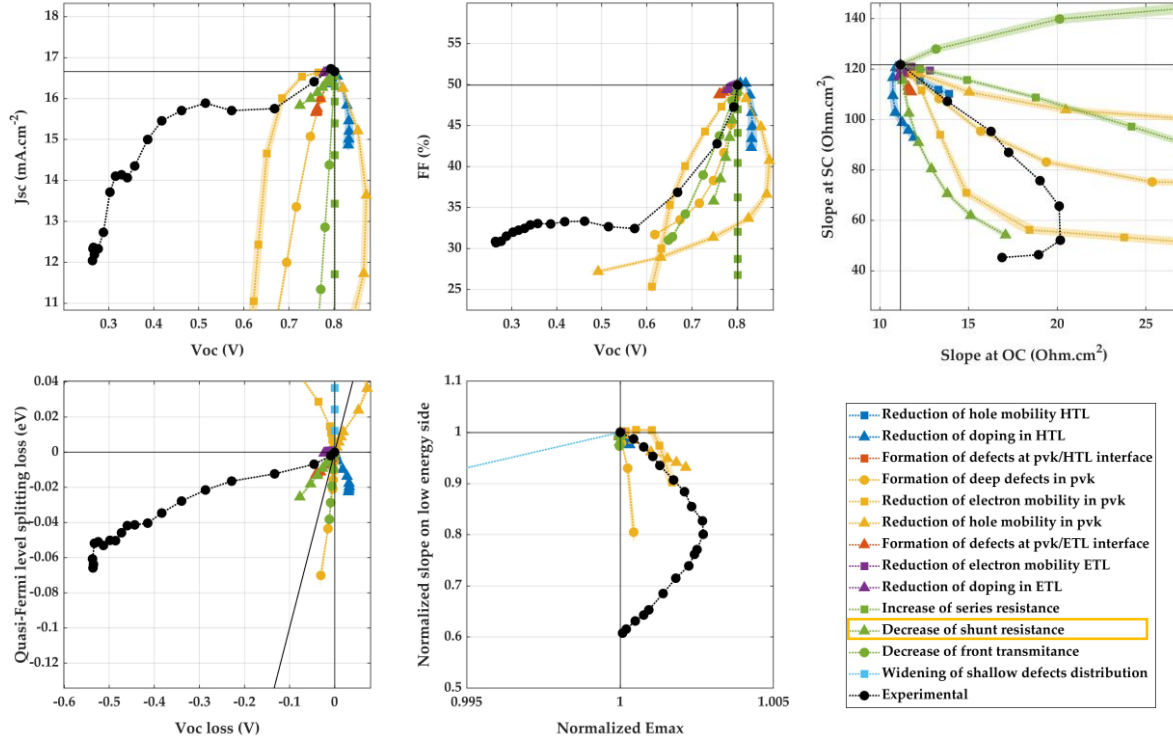 18
17
16
15
14
13
12
11
Jsc (mA.cm⁻²)
0.3 0.4 0.5 0.6 0.7 0.8
Voc (V)
55
50
45
40
35
30
25
FF (%)
0.3 0.4 0.5 0.6 0.7 0.8
Voc (V)
140
120
100
80
60
40
Slope at SC (Ohm.cm²)
10 15 20 25
Slope at OC (Ohm.cm²)
0.04
0.02
0
-0.02
-0.04
-0.06
-0.08
-0.1
-0.12
Quasi-Fermi level splitting loss (eV)
-0.6 -0.5 -0.4 -0.3 -0.2 -0.1 0
Voc loss (V)
1.1
1
0.9
0.8
0.7
0.6
0.5
Normalized slope on low energy side
0.995 1 1.005
Normalized Emax
Reduction of hole mobility HTL
Reduction of doping in HTL
Formation of defects at pvk/HTL interface
Formation of deep defects in pvk
Reduction of electron mobility in pvk
Reduction of hole mobility in pvk
Formation of defects at pvk/ETL interface
Reduction of electron mobility ETL
Reduction of doping in ETL
Increase of series resistance
Decrease of shunt resistance
Decrease of front transmitance
Widening of shallow defects distribution
Experimental